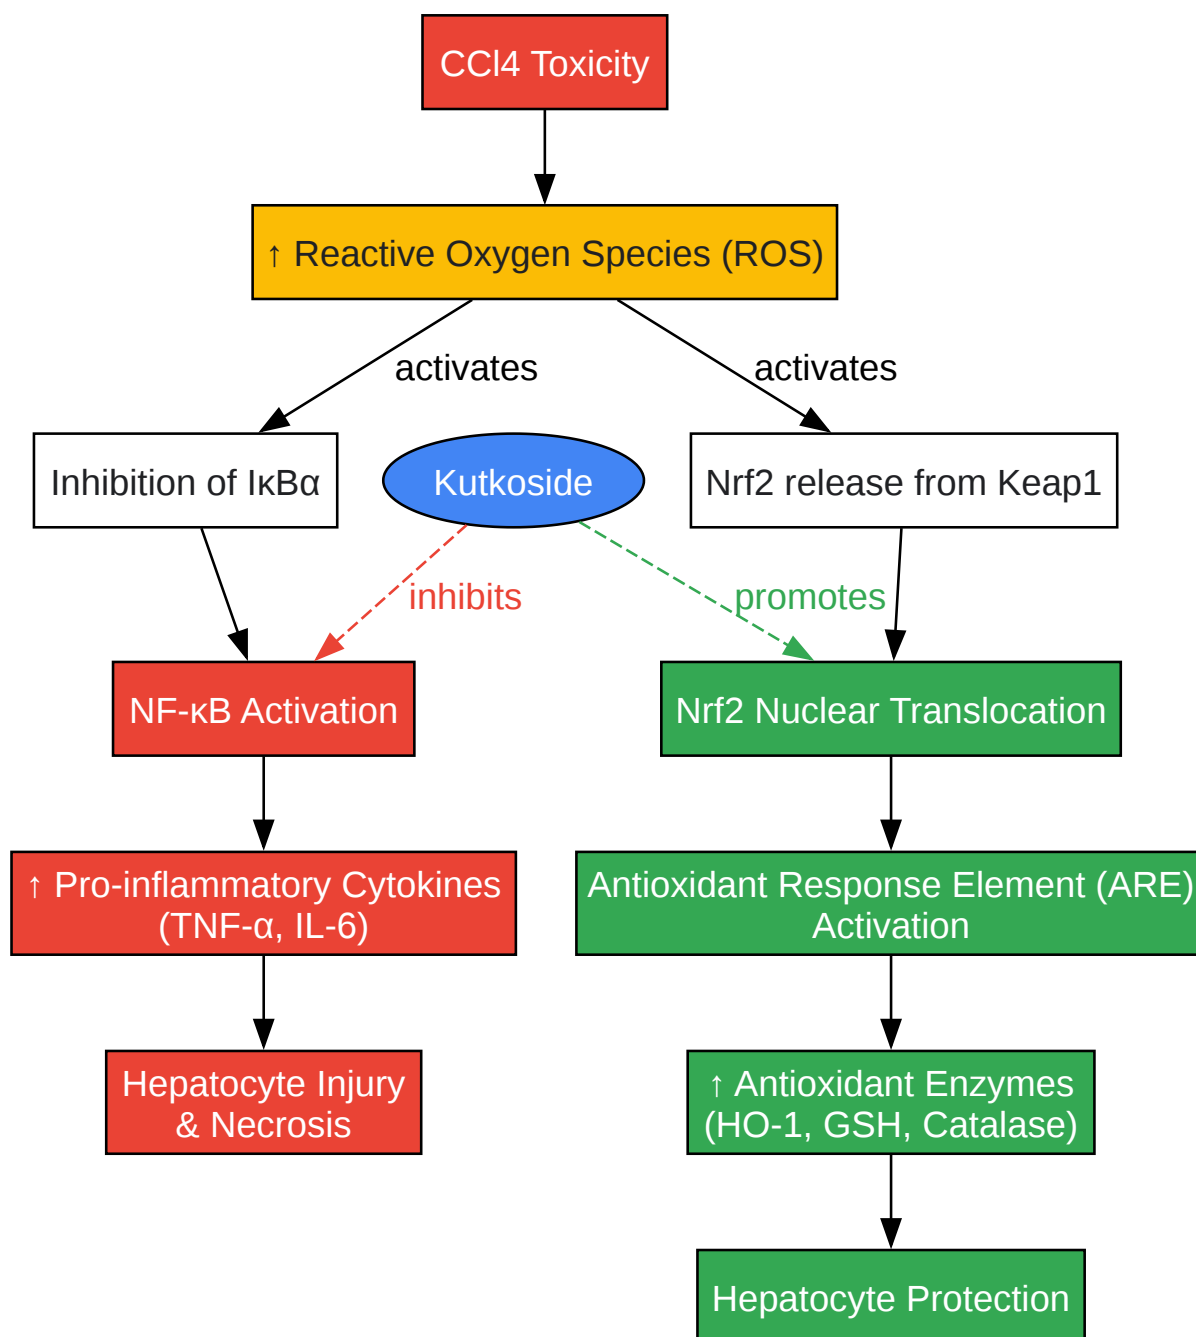 CCl4 Toxicity
↑ Reactive Oxygen Species (ROS)
activates
activates
Inhibition of IκBα
Kutkoside
Nrf2 release from Keap1
inhibits
promotes
NF-κB Activation
Nrf2 Nuclear Translocation
↑ Pro-inflammatory Cytokines
(TNF-α, IL-6)
Antioxidant Response Element (ARE)
Activation
Hepatocyte Injury
& Necrosis
↑ Antioxidant Enzymes
(HO-1, GSH, Catalase)
Hepatocyte Protection